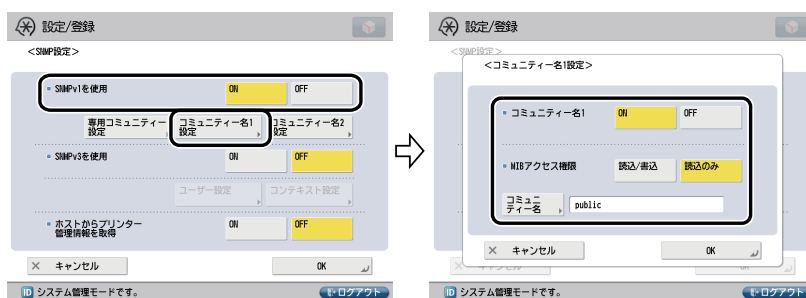 設定/登録
<SNMP設定>
SNMPv1を使用
ON
OFF
専用コミュニティー
設定
コミュニティー名1
設定
コミュニティー名2
設定
SNMPv3を使用
ON
OFF
ユーザー設定
コンテキスト設定
ホストからプリンター
管理情報を取得
ON
OFF
キャンセル
OK
ID システム管理モードです。
ログアウト
設定/登録
<SNMP設定>
<コミュニティー名1設定>
コミュニティー名1
ON
OFF
MIBアクセス権限
読込/書込
読込のみ
コミュニ
ティー名
public
キャンセル
OK
キャンセル
OK
ID システム管理モードです。
ログアウト